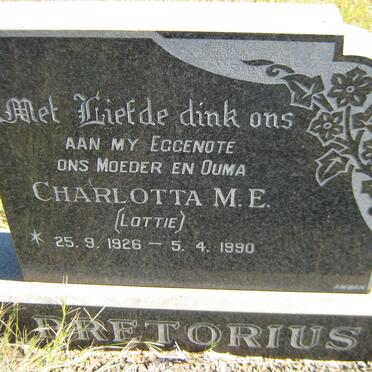 Met Liefde dink ons
AAN MY EGGENOTE
ONS MOEDER EN OUMA
CHARLOTTA M.E.
(LOTTIE)
* 25. 9. 1926 — 5. 4. 1990
PRETORIUS